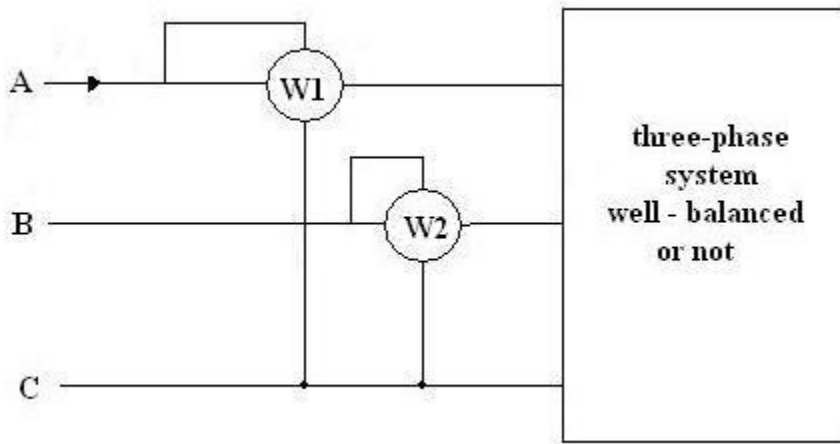 A
W1
three-phase
system
well - balanced
or not
B
W2
C